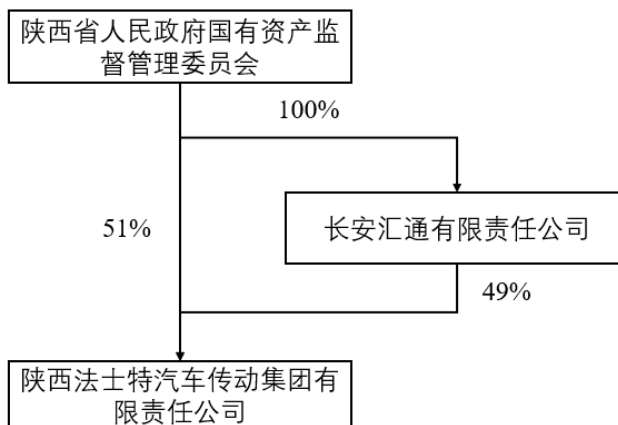 陕西省人民政府国有资产监
督管理委员会
100%
51%
长安汇通有限责任公司
49%
陕西法士特汽车传动集团有
限责任公司